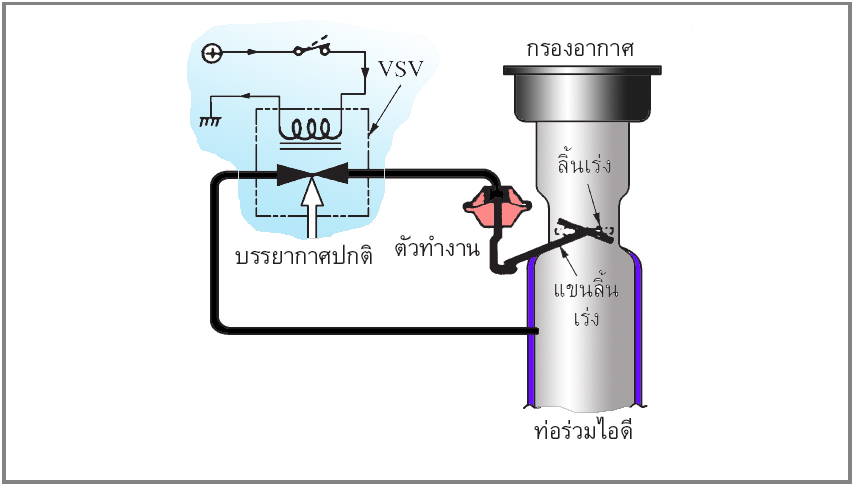 กรองอากาศ
VSV
ลิ้นเร่ง
บรรยากาศปกติ
ตัวทำงาน
แขนลิ้น
เร่ง
ท่อร่วมไอดี